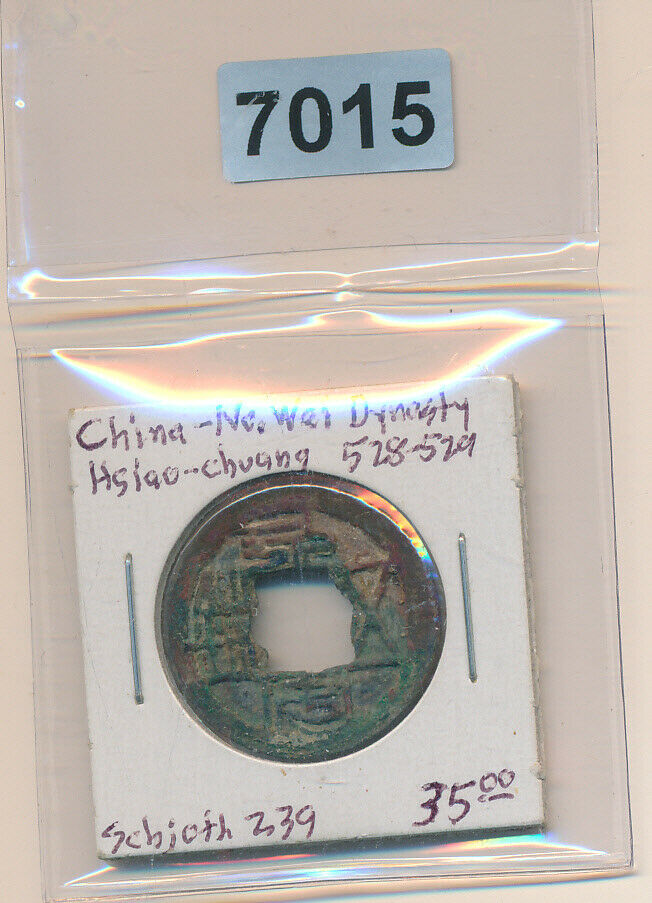 7015
China - No. Wei Dynasty
Hsiao-chuang 528-529
Schjoth 239
35.00